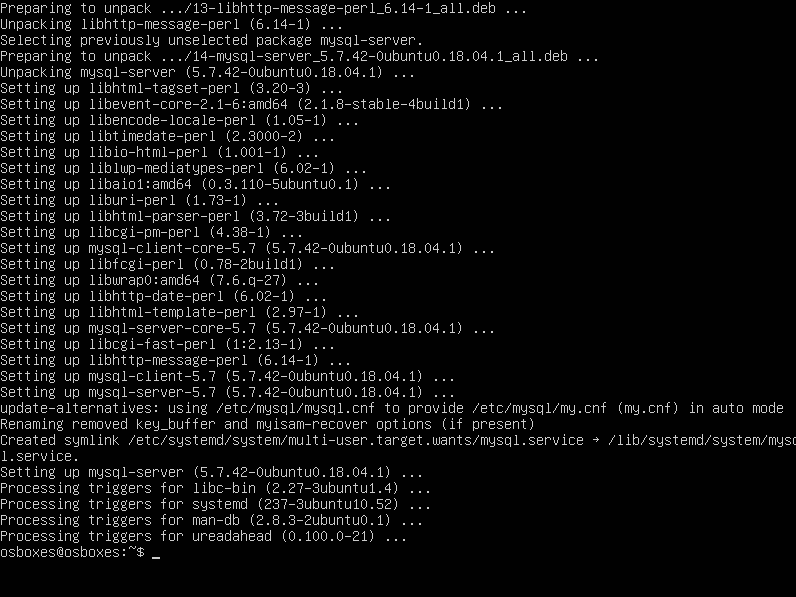 Preparing to unpack .../13-libhttp-message-perl_6.14-1_all.deb ...
Unpacking libhttp-message-perl (6.14-1) ...
Selecting previously unselected package mysql-server.
Preparing to unpack .../14-mysql-server_5.7.42-0ubuntu0.18.04.1_all.deb ...
Unpacking mysql-server (5.7.42-0ubuntu0.18.04.1) ...
Setting up libhtml-tagset-perl (3.20-3) ...
Setting up libevent-core-2.1-6:amd64 (2.1.8-stable-4build1) ...
Setting up libencode-locale-perl (1.05-1) ...
Setting up libtimedate-perl (2.3000-2) ...
Setting up libio-html-perl (1.001-1) ...
Setting up liblwp-mediatypes-perl (6.02-1) ...
Setting up libaio1:amd64 (0.3.110-5ubuntu0.1) ...
Setting up liburi-perl (1.73-1) ...
Setting up libhtml-parser-perl (3.72-3build1) ...
Setting up libcgi-pm-perl (4.38-1) ...
Setting up mysql-client-core-5.7 (5.7.42-0ubuntu0.18.04.1) ...
Setting up libfcgi-perl (0.78-2build1) ...
Setting up libwrap0:amd64 (7.6.q-27) ...
Setting up libhttp-date-perl (6.02-1) ...
Setting up libhtml-template-perl (2.97-1) ...
Setting up mysql-server-core-5.7 (5.7.42-0ubuntu0.18.04.1) ...
Setting up libcgi-fast-perl (1:2.13-1) ...
Setting up libhttp-message-perl (6.14-1) ...
Setting up mysql-client-5.7 (5.7.42-0ubuntu0.18.04.1) ...
Setting up mysql-server-5.7 (5.7.42-0ubuntu0.18.04.1) ...
update-alternatives: using /etc/mysql/mysql.cnf to provide /etc/mysql/my.cnf (my.cnf) in auto mode
Renaming removed key_buffer and myisam-recover options (if present)
Created symlink /etc/systemd/system/multi-user.target.wants/mysql.service → /lib/systemd/system/mysq
l.service.
Setting up mysql-server (5.7.42-0ubuntu0.18.04.1) ...
Processing triggers for libc-bin (2.27-3ubuntu1.4) ...
Processing triggers for systemd (237-3ubuntu10.52) ...
Processing triggers for man-db (2.8.3-2ubuntu0.1) ...
Processing triggers for ureadahead (0.100.0-21) ...
osboxes@osboxes:~$ _